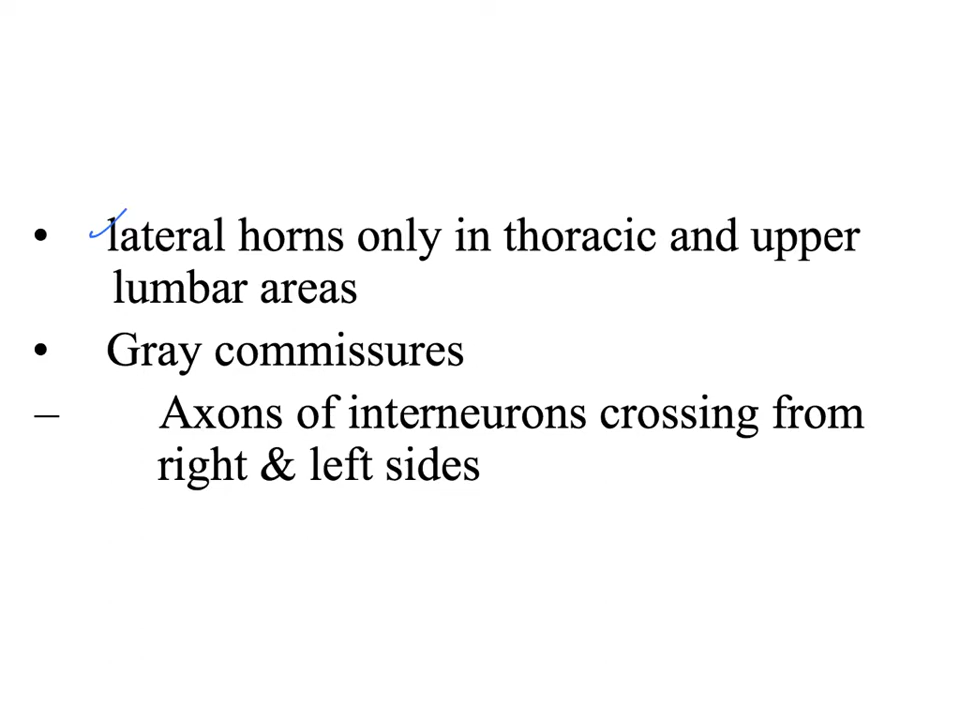 • lateral horns only in thoracic and upper
lumbar areas
• Gray commissures
– Axons of interneurons crossing from
right & left sides